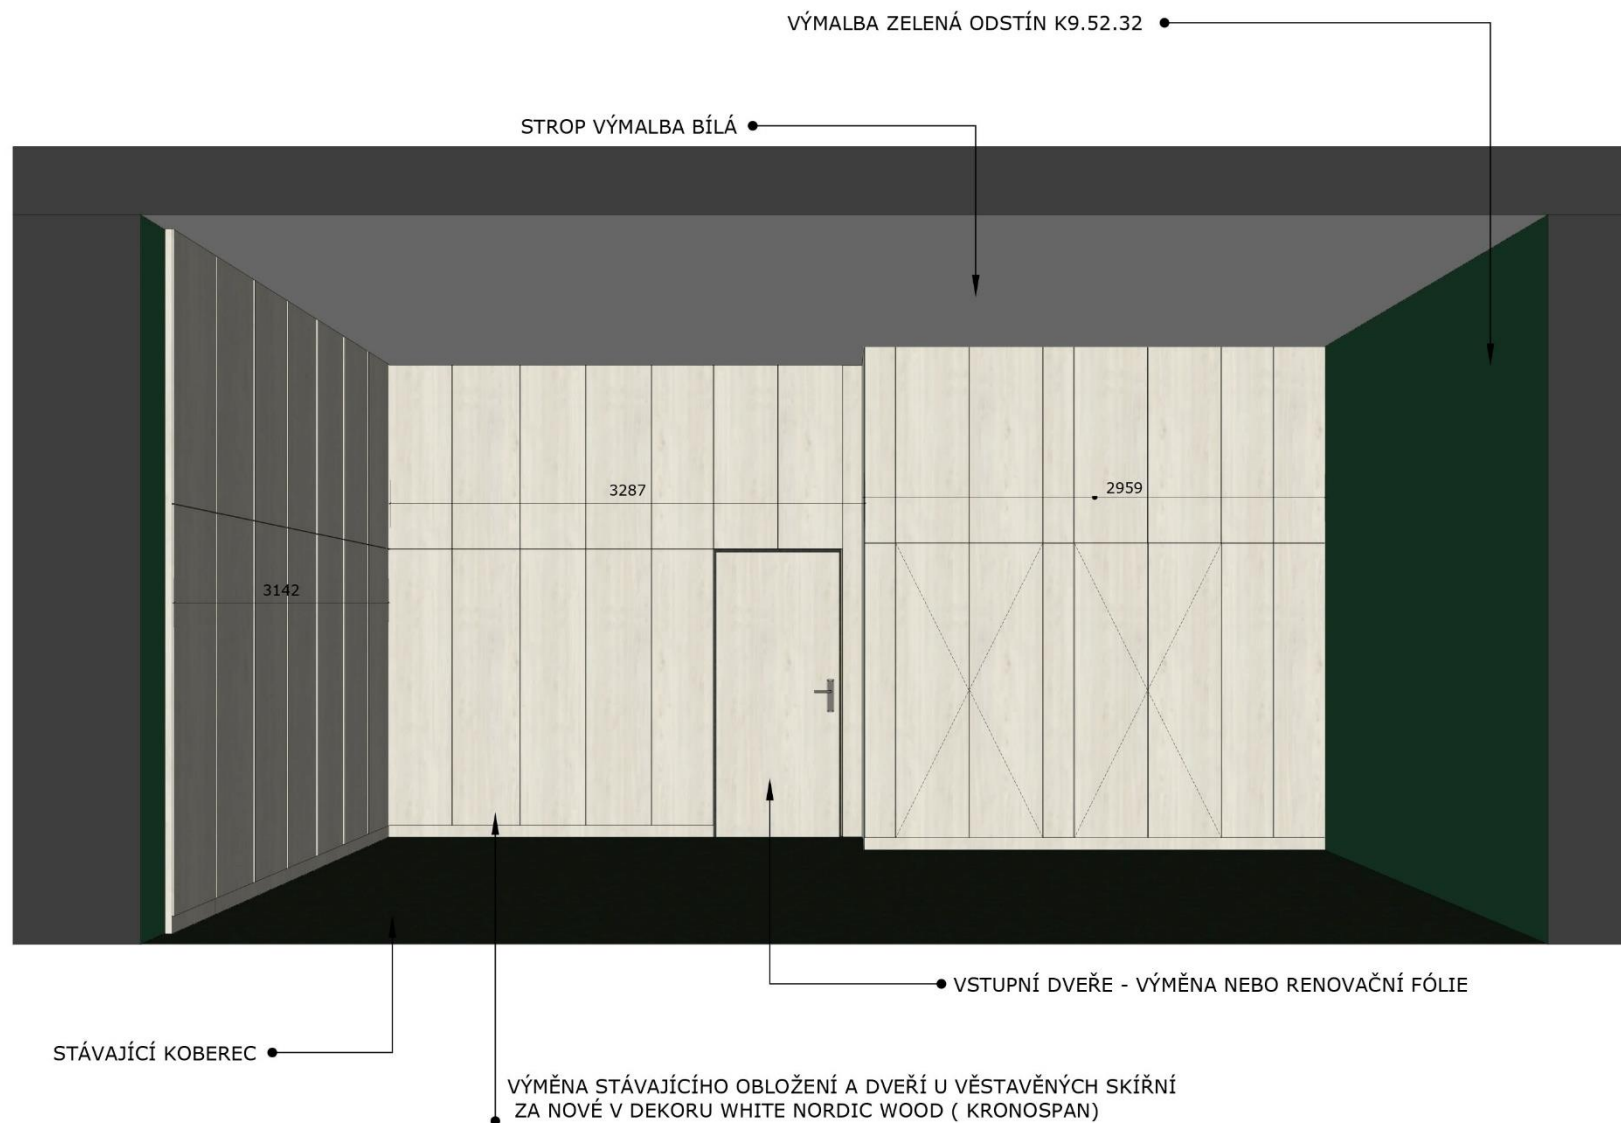 VÝMALBA ZELENÁ ODSTÍN K9.52.32
STROP VÝMALBA BÍLÁ
3287
2959
3142
VSTUPNÍ DVEŘE - VÝMĚNA NEBO RENOVAČNÍ FÓLIE
STÁVAJÍCÍ KOBEREC
VÝMĚNA STÁVAJÍCÍHO OBLOŽENÍ A DVEŘÍ U VĚSTAVĚNÝCH SKÍŘNÍ
ZA NOVÉ V DEKORU WHITE NORDIC WOOD ( KRONOSPAN)